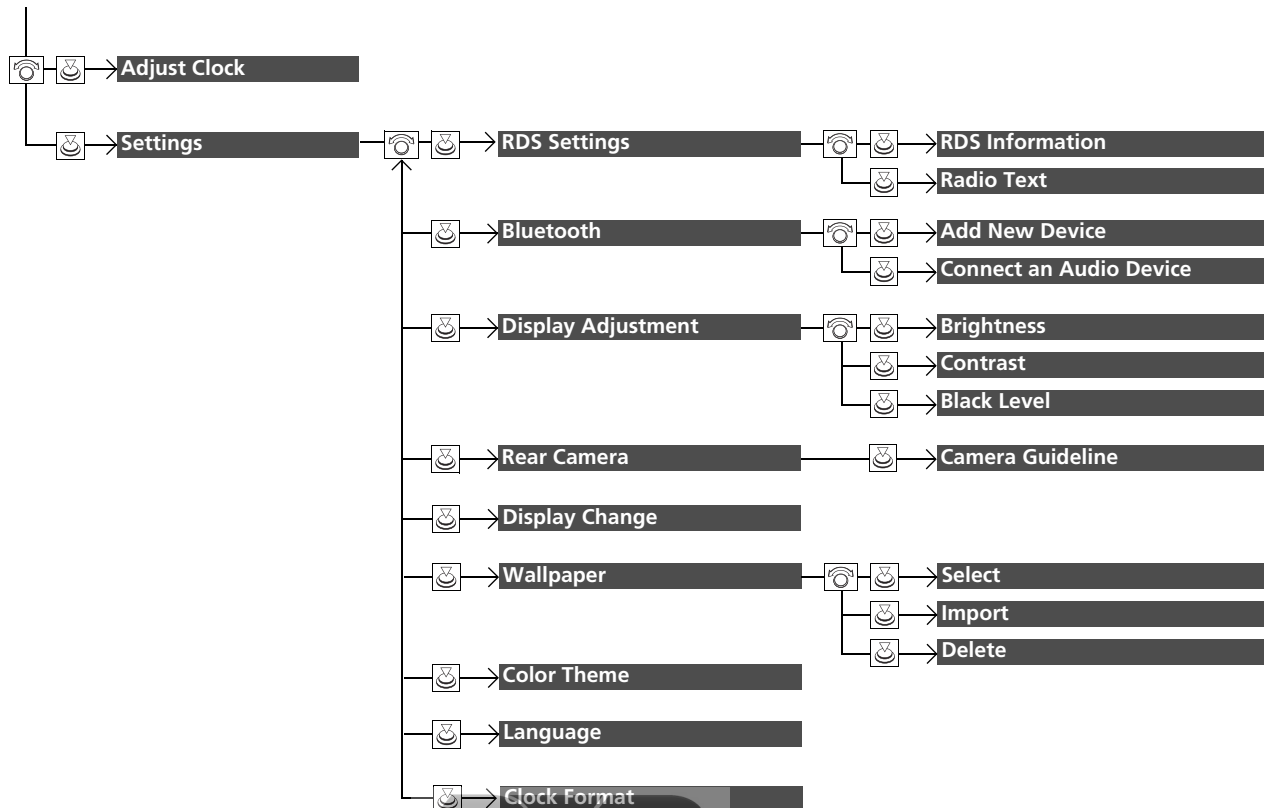 Adjust Clock
Settings
RDS Settings
RDS Information
Radio Text
Bluetooth
Add New Device
Connect an Audio Device
Display Adjustment
Brightness
Contrast
Black Level
Rear Camera
Camera Guideline
Display Change
Wallpaper
Select
Import
Delete
Color Theme
Language
Clock Format